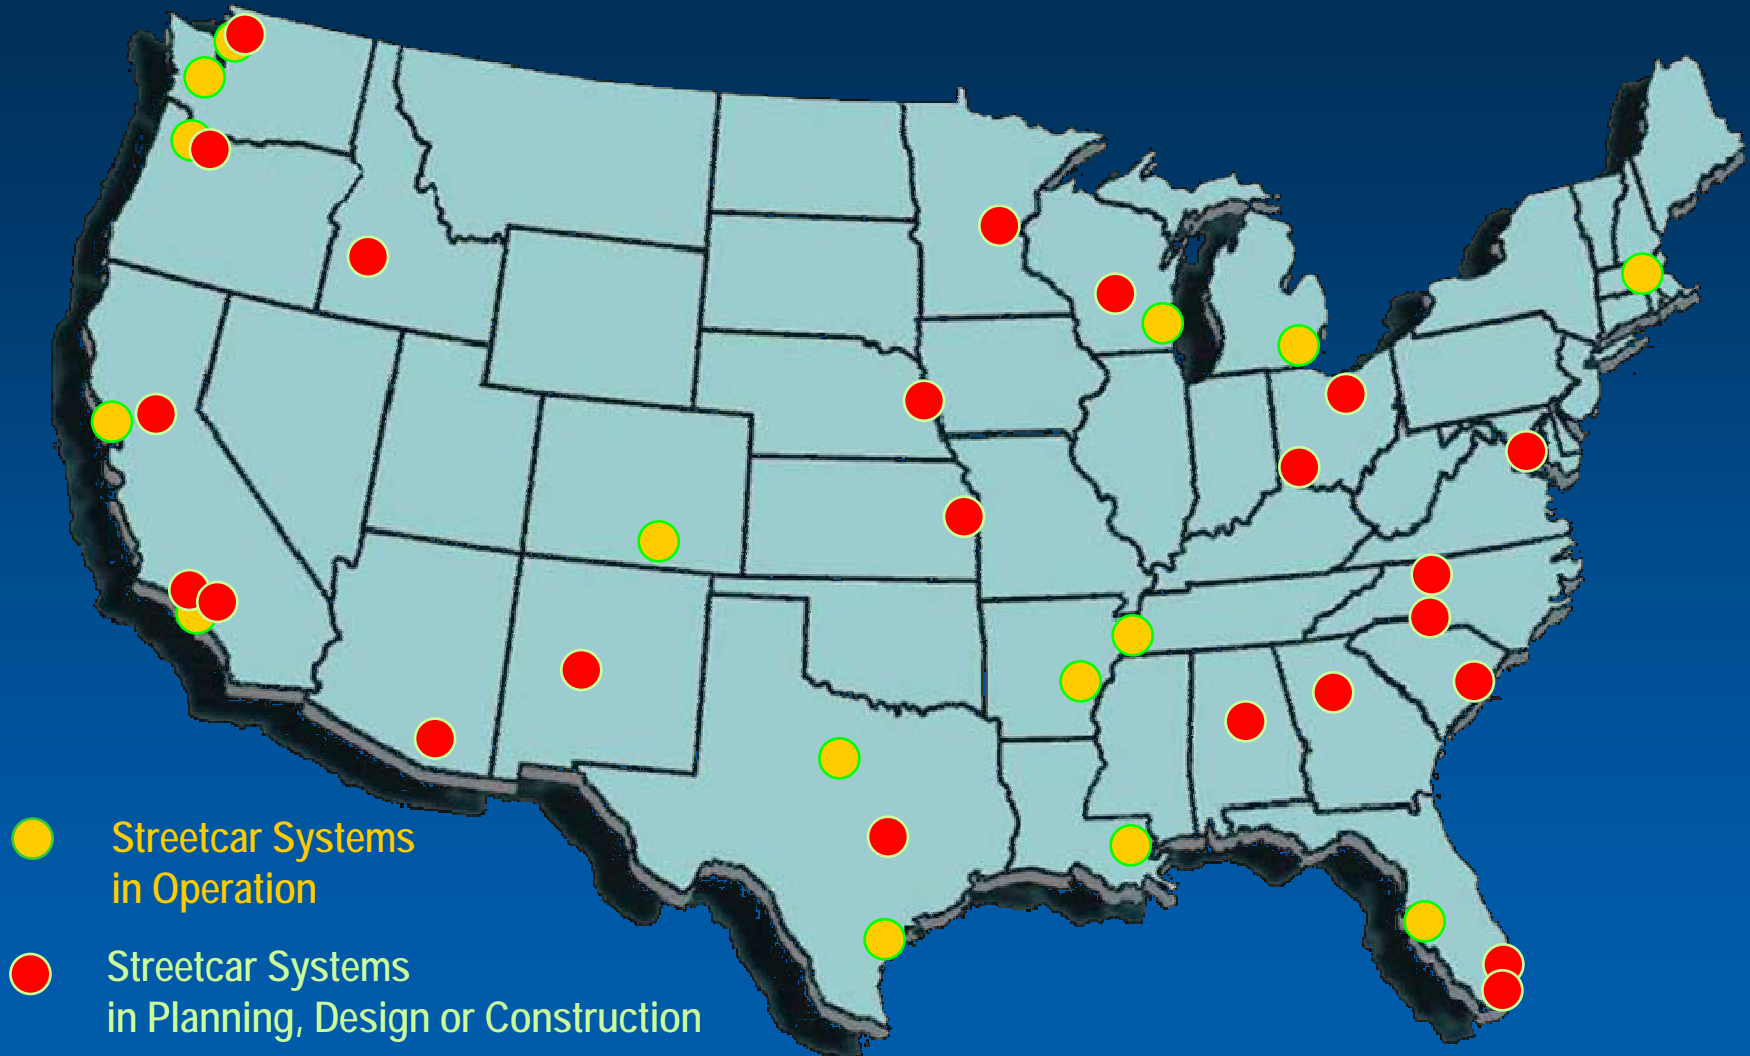 Streetcar Systems
in Operation
Streetcar Systems
in Planning, Design or Construction